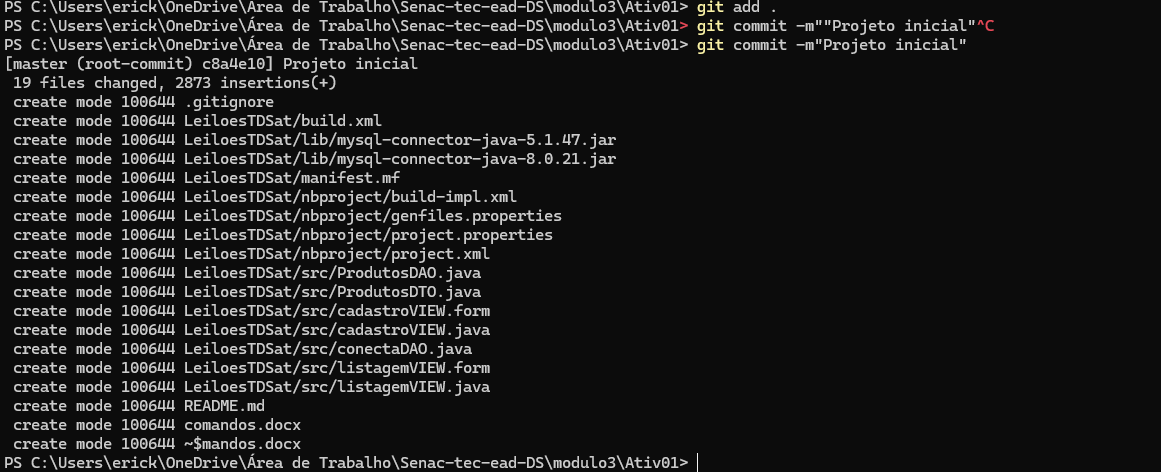 PS C:\Users\erick\OneDrive\Área de Trabalho\Senac-tec-ead-DS\modulo3\Ativ01> git add .
PS C:\Users\erick\OneDrive\Área de Trabalho\Senac-tec-ead-DS\modulo3\Ativ01> git commit -m""Projeto inicial"^C
PS C:\Users\erick\OneDrive\Área de Trabalho\Senac-tec-ead-DS\modulo3\Ativ01> git commit -m"Projeto inicial"
[master (root-commit) c8a4e10] Projeto inicial
 19 files changed, 2873 insertions(+)
 create mode 100644 .gitignore
 create mode 100644 LeiloesTDSat/build.xml
 create mode 100644 LeiloesTDSat/lib/mysql-connector-java-5.1.47.jar
 create mode 100644 LeiloesTDSat/lib/mysql-connector-java-8.0.21.jar
 create mode 100644 LeiloesTDSat/manifest.mf
 create mode 100644 LeiloesTDSat/nbproject/build-impl.xml
 create mode 100644 LeiloesTDSat/nbproject/genfiles.properties
 create mode 100644 LeiloesTDSat/nbproject/project.properties
 create mode 100644 LeiloesTDSat/nbproject/project.xml
 create mode 100644 LeiloesTDSat/src/ProdutosDAO.java
 create mode 100644 LeiloesTDSat/src/ProdutosDTO.java
 create mode 100644 LeiloesTDSat/src/cadastroVIEW.form
 create mode 100644 LeiloesTDSat/src/cadastroVIEW.java
 create mode 100644 LeiloesTDSat/src/conectaDAO.java
 create mode 100644 LeiloesTDSat/src/listagemVIEW.form
 create mode 100644 LeiloesTDSat/src/listagemVIEW.java
 create mode 100644 README.md
 create mode 100644 comandos.docx
 create mode 100644 ~$mandos.docx
PS C:\Users\erick\OneDrive\Área de Trabalho\Senac-tec-ead-DS\modulo3\Ativ01>